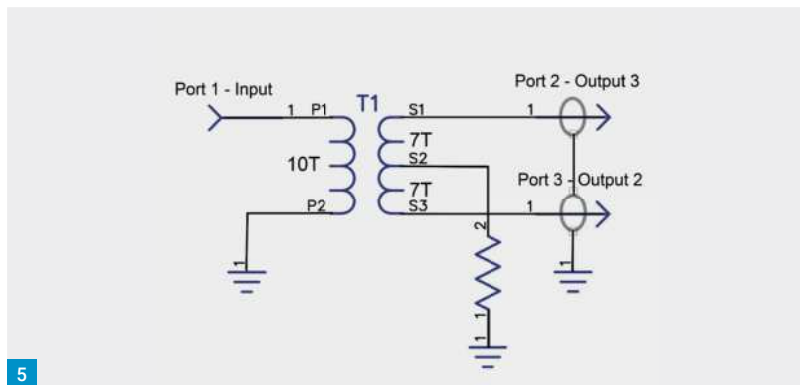 Port 1 - Input
1 P1
T1
S1
1
Port 2 - Output 3
7T
10T
S2
7T
Port 3 - Output 2
P2
S3
1
2
1
1
1
1
5